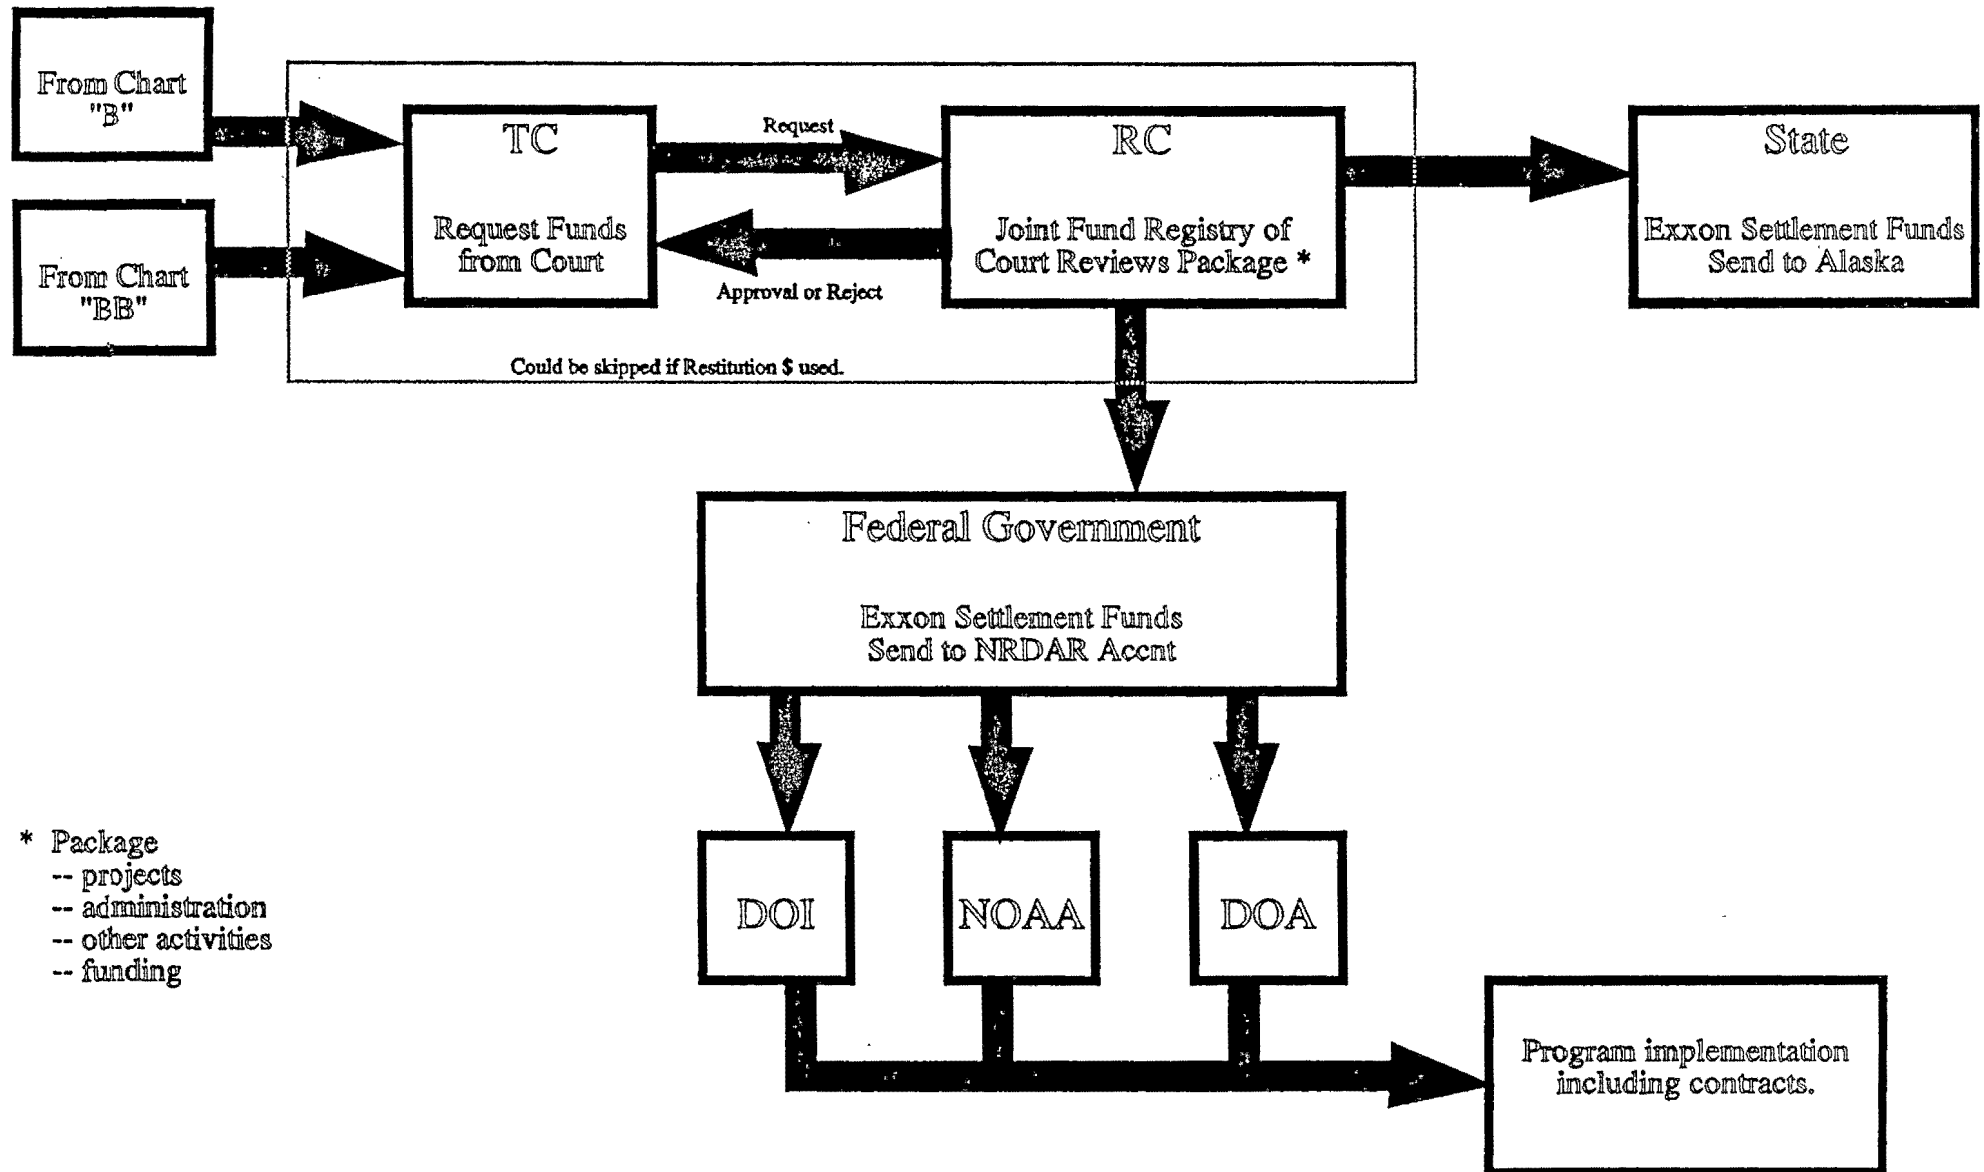 From Chart
"B"
From Chart
"BB"
TC
Request Funds
from Court
Request
Approval or Reject
RC
Joint Fund Registry of
Court Reviews Package *
State
Exxon Settlement Funds
Send to Alaska
Could be skipped if Restitution $ used.
Federal Government
Exxon Settlement Funds
Send to NRDAR Accnt
DOI
NOAA
DOA
* Package
-- projects
-- administration
-- other activities
-- funding
Program implementation
including contracts.